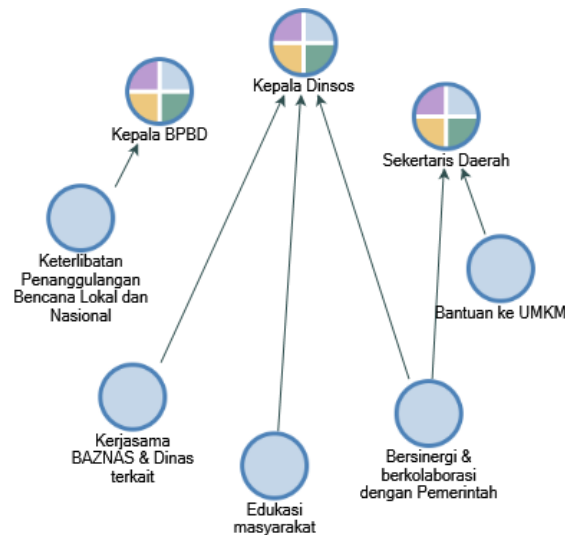 Kepala Dinsos
Kepala BPBD
Sekertaris Daerah
Keterlibatan
Penanggulangan
Bencana Lokal dan
Nasional
Bantuan ke UMKM
Kerjasama
BAZNAS & Dinas
terkait
Bersinergi &
berkolaborasi
dengan Pemerintah
Edukasi
masyarakat